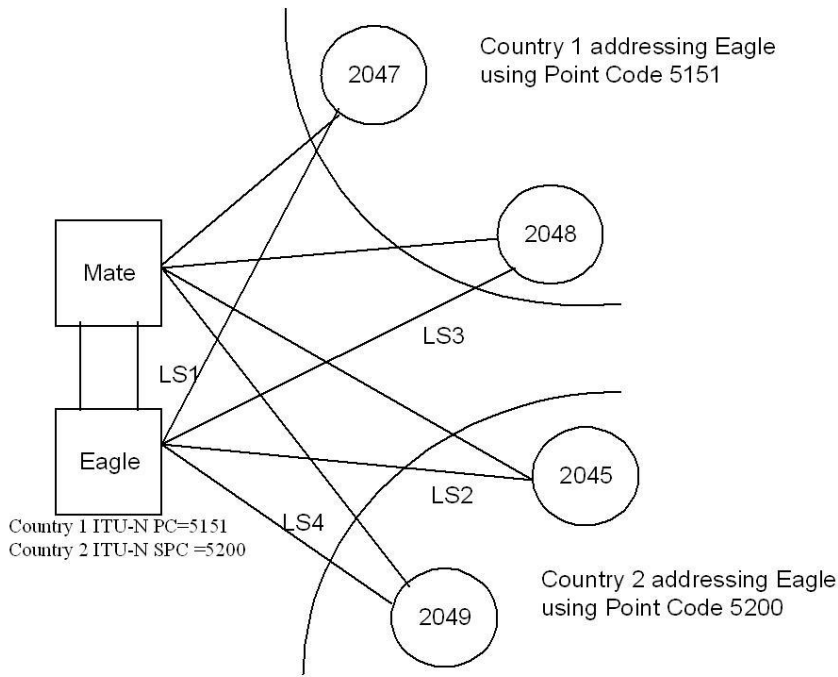 2047
Country 1 addressing Eagle
using Point Code 5151
2048
Mate
LS3
LS1
Eagle
2045
LS2
LS4
Country 1 ITU-N PC=5151
Country 2 ITU-N SPC =5200
Country 2 addressing Eagle
using Point Code 5200
2049